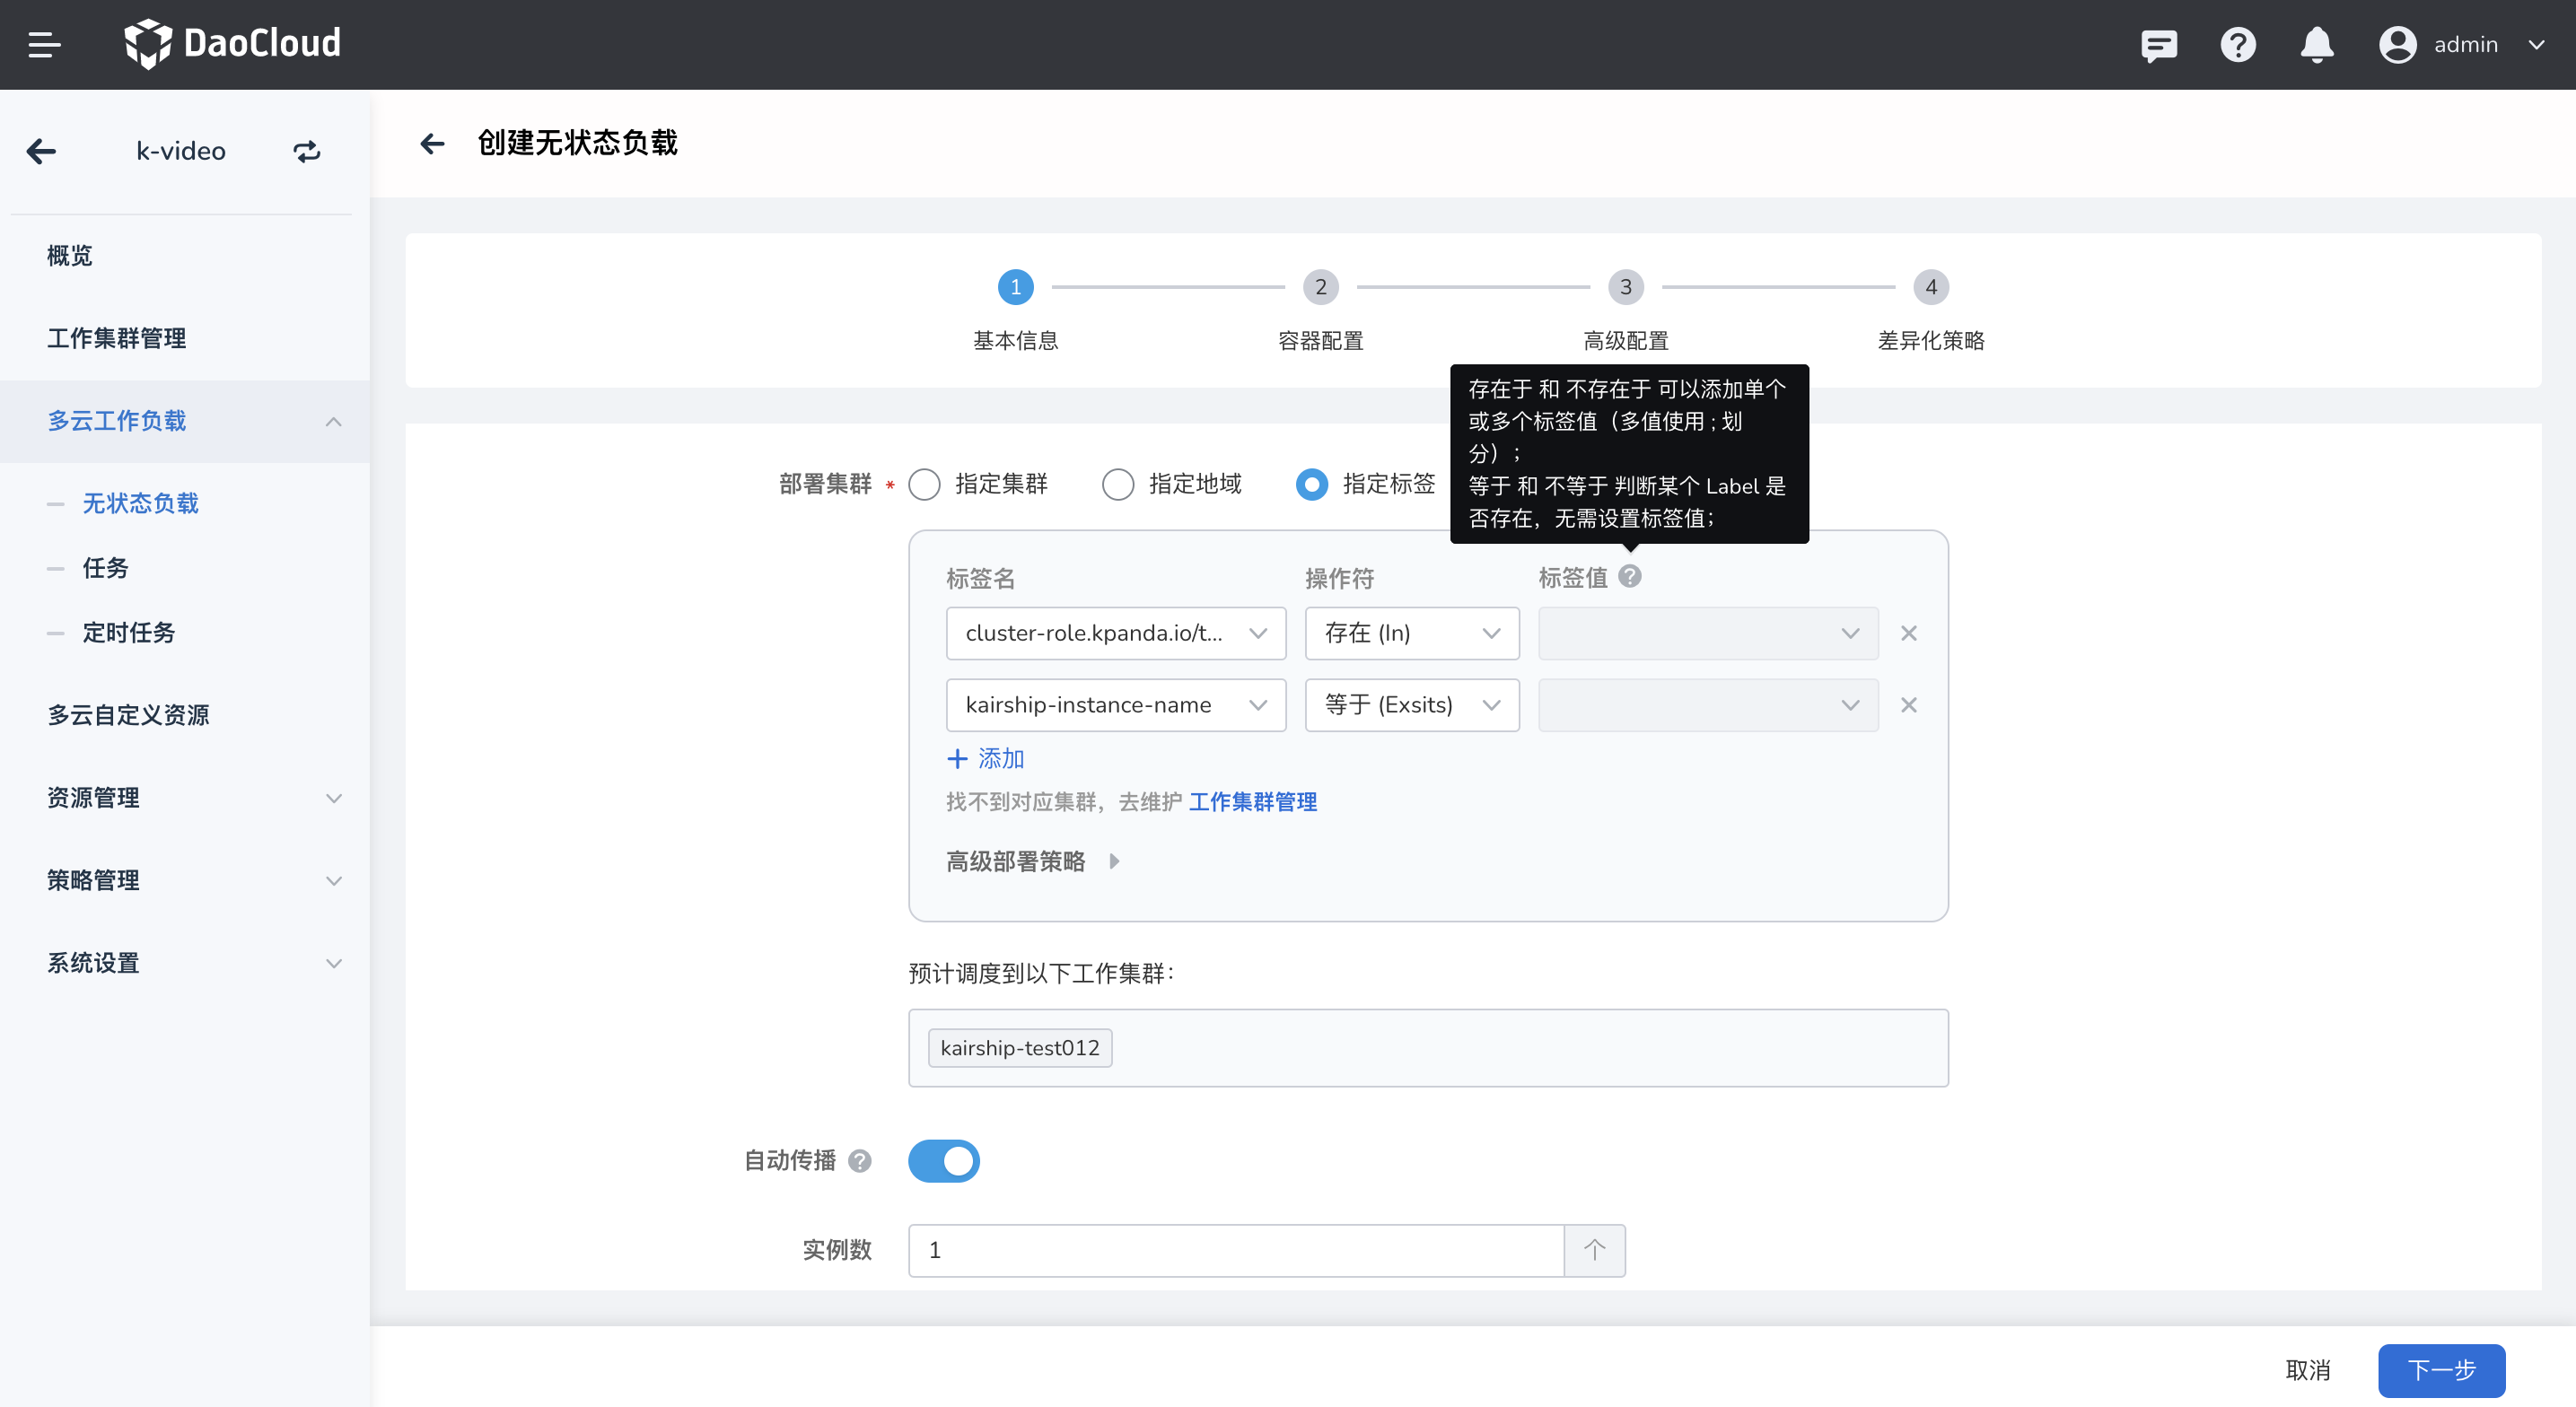 DaoCloud
admin
k-video
概览
工作集群管理
多云工作负载
无状态负载
任务
定时任务
多云自定义资源
资源管理
策略管理
系统设置
创建无状态负载
1
2
3
4
基本信息
容器配置
高级配置
差异化策略
存在于 和 不存在于 可以添加单个
或多个标签值（多值使用 ; 划
分）；
等于 和 不等于 判断某个 Label 是
否存在，无需设置标签值；
部署集群 *
指定集群
指定地域
指定标签
标签名
操作符
标签值
cluster-role.kpanda.io/t...
存在 (In)
kairship-instance-name
等于 (Exsits)
添加
找不到对应集群，去维护 工作集群管理
高级部署策略
预计调度到以下工作集群：
kairship-test012
自动传播
实例数
1
个
取消
下一步